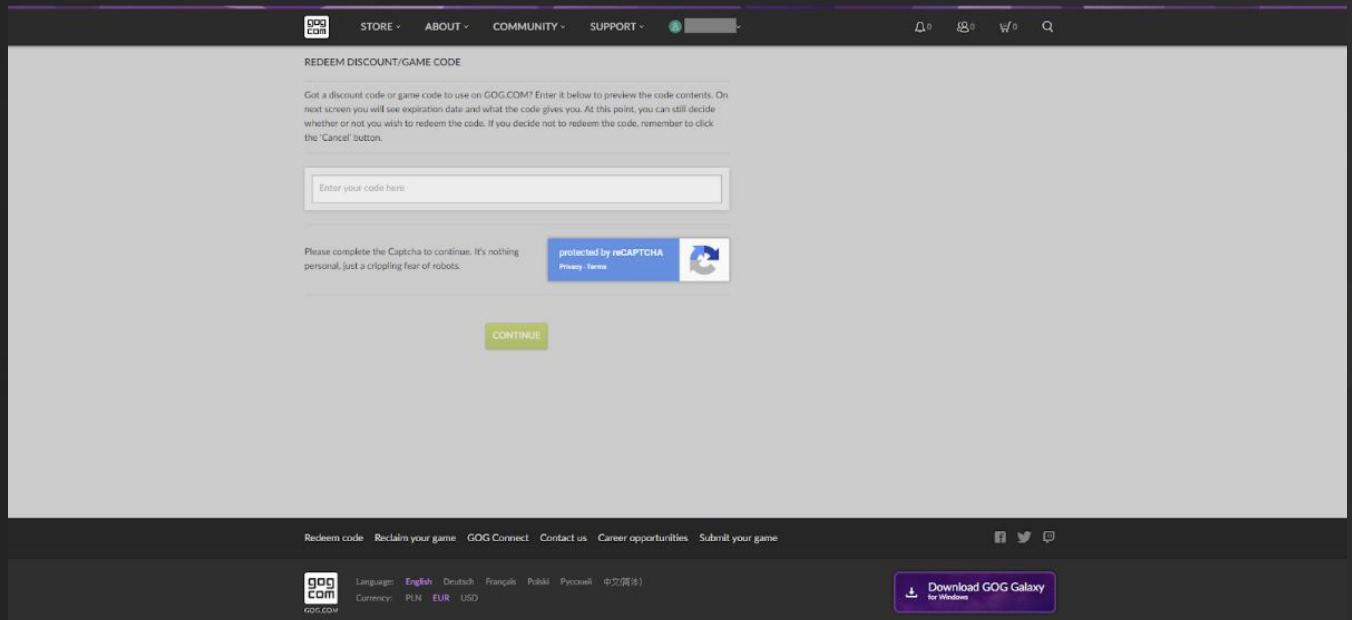 gog
com
STORE
ABOUT
COMMUNITY
SUPPORT
0
0
0
REDEEM DISCOUNT/GAME CODE
Got a discount code or game code to use on GOG.COM? Enter it below to preview the code contents. On
next screen you will see expiration date and what the code gives you. At this point, you can still decide
whether or not you wish to redeem the code. If you decide not to redeem the code, remember to click
the 'Cancel' button.
Enter your code here
Please complete the Captcha to continue. It's nothing
personal, just a crippling fear of robots.
protected by reCAPTCHA
Privacy - Terms
CONTINUE
Redeem code Reclaim your game GOG Connect Contact us Career opportunities Submit your game
gog
com
GOG.COM
Language: English Deutsch Français Polski Русский 中文(简体)
Currency: PLN EUR USD
Download GOG Galaxy
for Windows